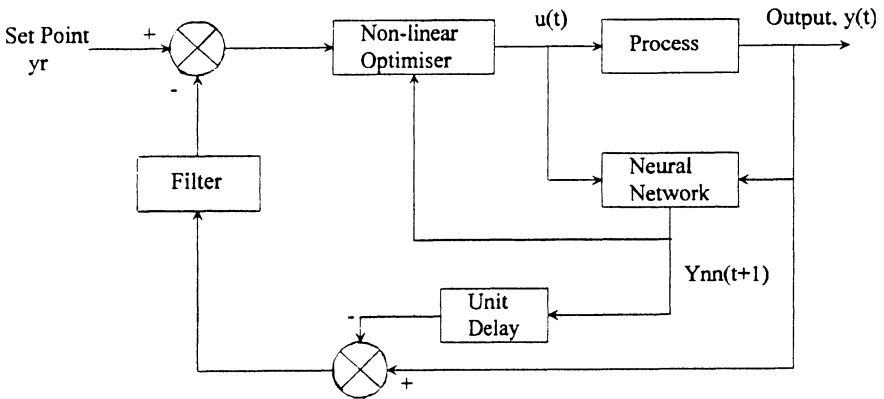 Set Point
yr
+
-
Non-linear
Optimiser
u(t)
Process
Output, y(t)
Filter
Neural
Network
Ynn(t+1)
Unit
Delay
-
+